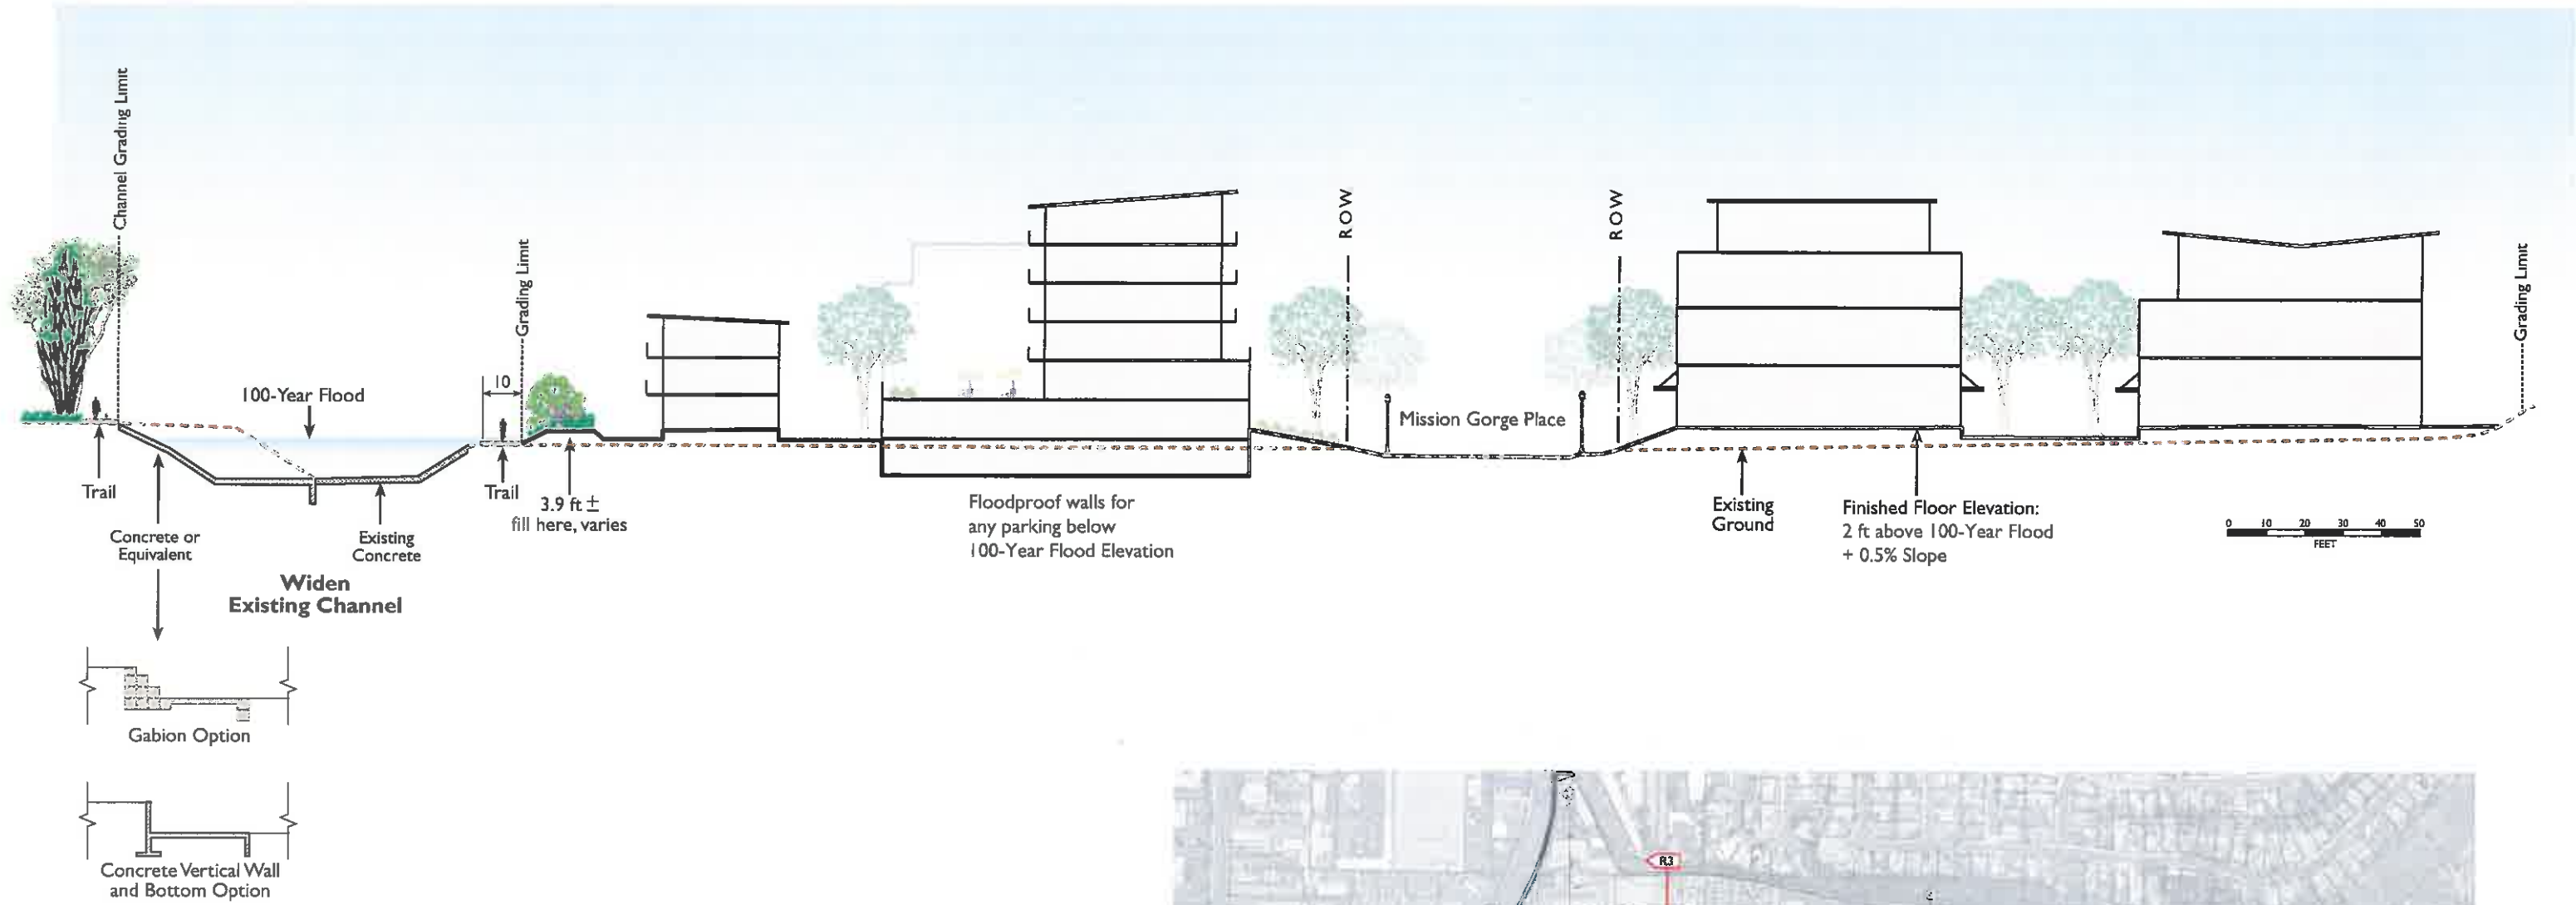 Channel Grading Limit
Grading Limit
ROW
ROW
Grading Limit
10
100-Year Flood
Mission Gorge Place
Trail
Trail
3.9 ft ±
fill here, varies
Concrete or
Equivalent
Existing
Concrete
Widen
Existing Channel
Floodproof walls for
any parking below
100-Year Flood Elevation
Existing
Ground
Finished Floor Elevation:
2 ft above 100-Year Flood
+ 0.5% Slope
0 10 20 30 40 50
FEET
Gabion Option
Concrete Vertical Wall
and Bottom Option
R3